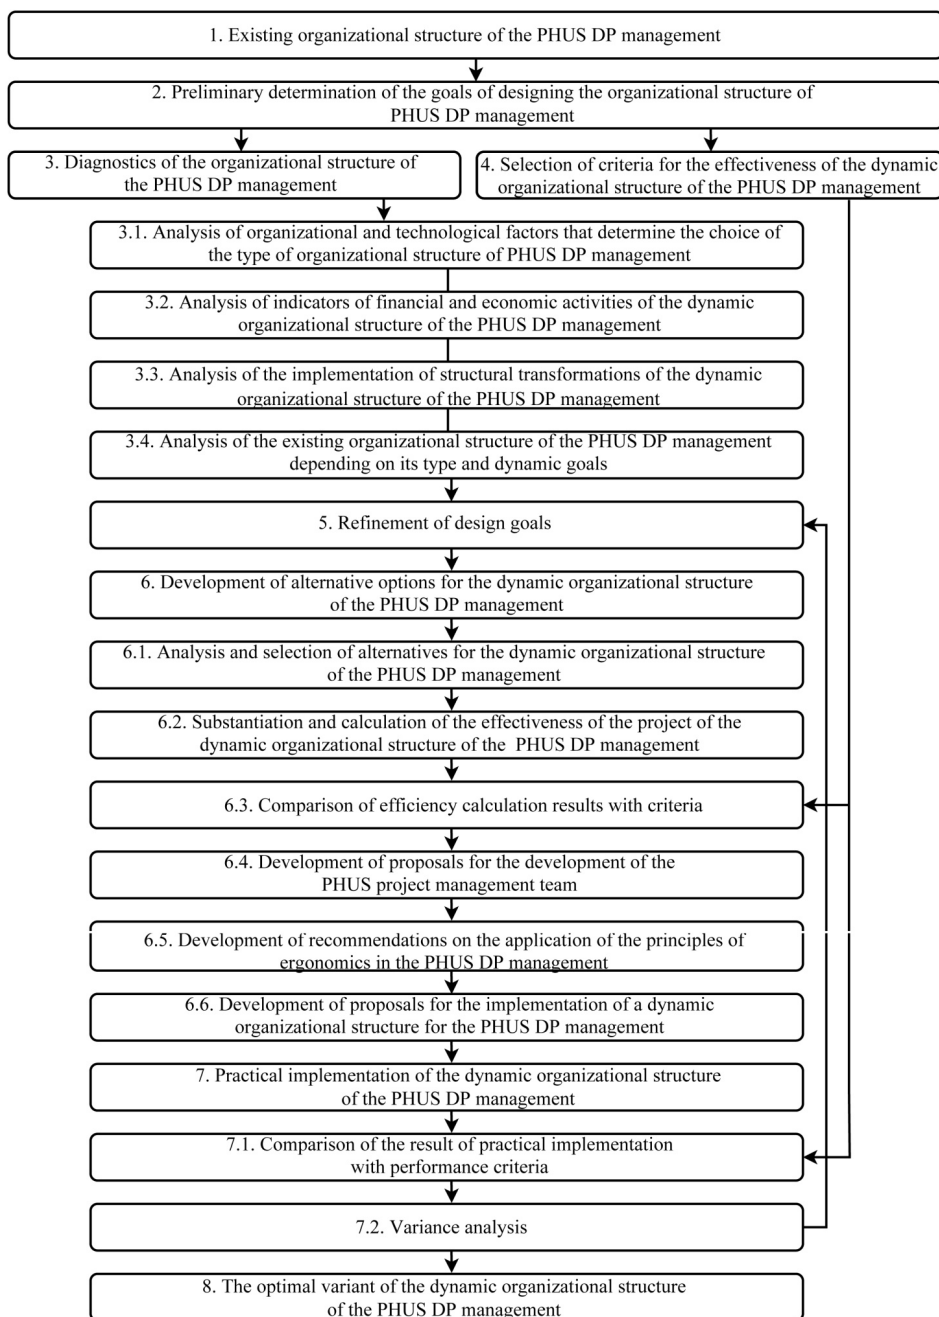 1. Existing organizational structure of the PHUS DP management
2. Preliminary determination of the goals of designing the organizational structure of
PHUS DP management
3. Diagnostics of the organizational structure of
the PHUS DP management
4. Selection of criteria for the effectiveness of the dynamic
organizational structure of the PHUS DP management
3.1. Analysis of organizational and technological factors that determine the choice of
the type of organizational structure of PHUS DP management
3.2. Analysis of indicators of financial and economic activities of the dynamic
organizational structure of the PHUS DP management
3.3. Analysis of the implementation of structural transformations of the dynamic
organizational structure of the PHUS DP management
3.4. Analysis of the existing organizational structure of the PHUS DP management
depending on its type and dynamic goals
5. Refinement of design goals
6. Development of alternative options for the dynamic organizational structure
of the PHUS DP management
6.1. Analysis and selection of alternatives for the dynamic organizational structure
of the PHUS DP management
6.2. Substantiation and calculation of the effectiveness of the project of the
dynamic organizational structure of the PHUS DP management
6.3. Comparison of efficiency calculation results with criteria
6.4. Development of proposals for the development of the
PHUS project management team
6.5. Development of recommendations on the application of the principles of
ergonomics in the PHUS DP management
6.6. Development of proposals for the implementation of a dynamic
organizational structure for the PHUS DP management
7. Practical implementation of the dynamic organizational structure
of the PHUS DP management
7.1. Comparison of the result of practical implementation
with performance criteria
7.2. Variance analysis
8. The optimal variant of the dynamic organizational structure
of the PHUS DP management